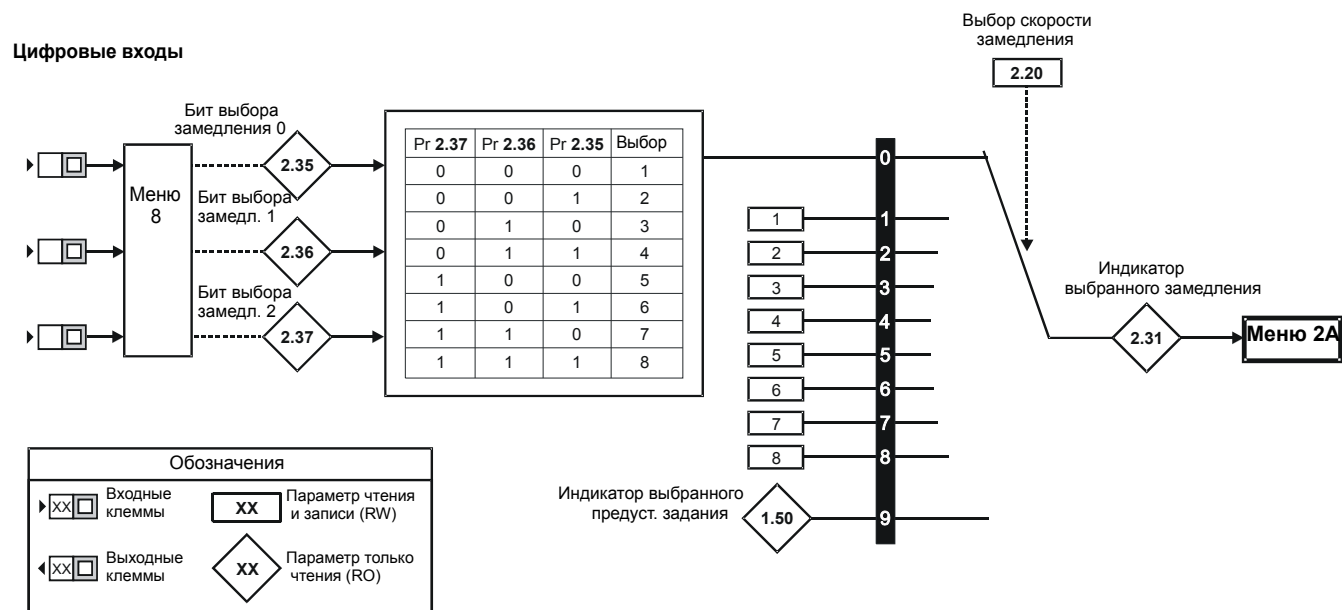 Выбор скорости
замедления
2.20
Цифровые входы
Бит выбора
замедления 0
2.35
Меню
8
Бит выбора
замедл. 1
2.36
Бит выбора
замедл. 2
2.37
Pr 2.37 Pr 2.36 Pr 2.35 Выбор
0 0 0 1
0 0 1 2
0 1 0 3
0 1 1 4
1 0 0 5
1 0 1 6
1 1 0 7
1 1 1 8
0
1 1
2 2
3 3
4 4
5 5
6 6
7 7
8 8
Индикатор выбранного
предуст. задания
1.50
9
Индикатор
выбранного замедления
2.31
Меню 2А
Обозначения
XX
Входные
клеммы
XX
Параметр чтения
и записи (RW)
XX
Выходные
клеммы
XX
Параметр только
чтения (RO)